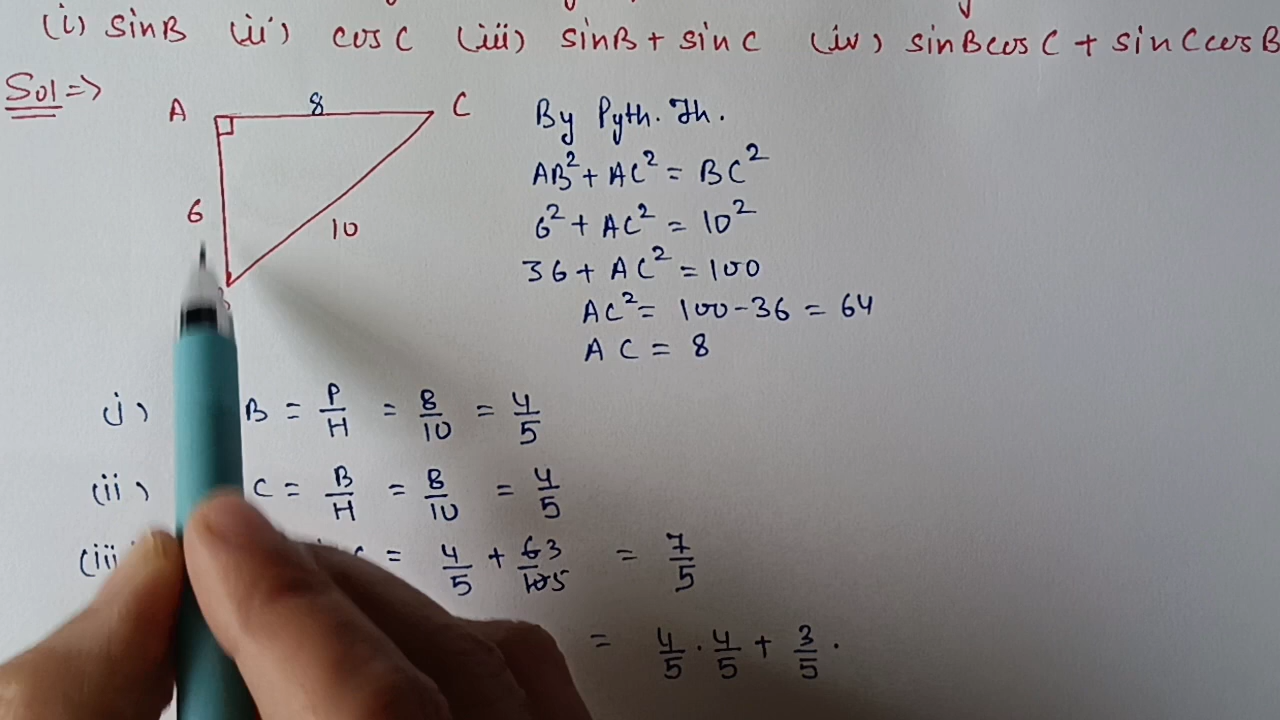 (i) sinB (ii) cosC (iii) sinB + sinC (iv) sinBcosC + sinCcosB
Sol =>
A 8 C
6
10
By Pyth. Th.
AB² + AC² = BC²
6² + AC² = 10²
36 + AC² = 100
AC² = 100 - 36 = 64
AC = 8
i) B = P/H = 8/10 = 4/5
(ii) C = B/H = 8/10 = 4/5
(iii = 4/5 + 63/105 = 7/5
= 4/5 . 4/5 + 3/5 .